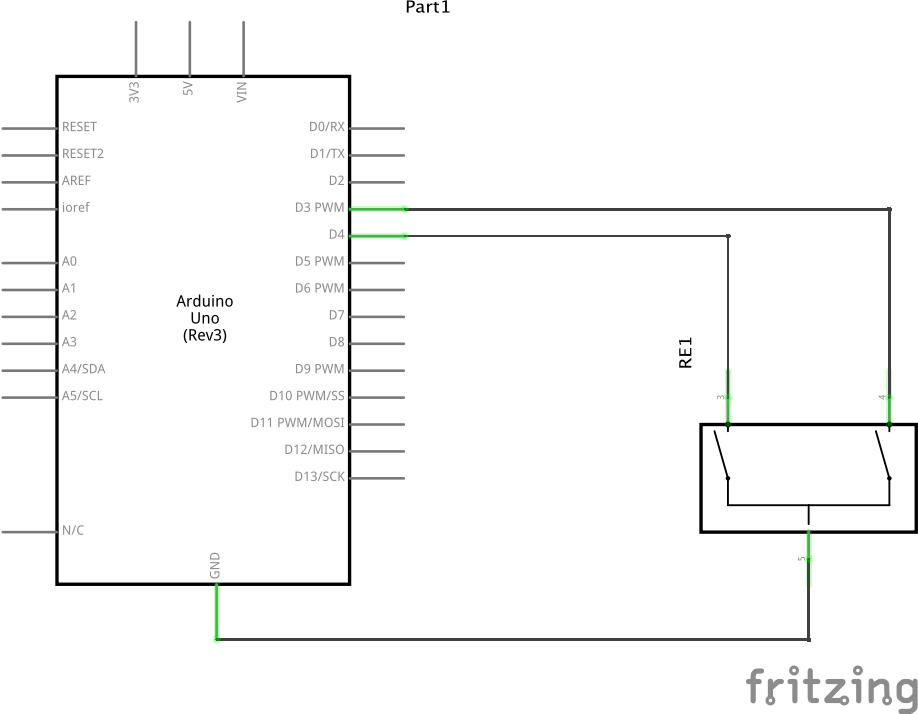 Part1
3V3
5V
VIN
RESET
RESET2
AREF
ioref
A0
A1
A2
A3
A4/SDA
A5/SCL
N/C
Arduino
Uno
(Rev3)
D0/RX
D1/TX
D2
D3 PWM
D4
D5 PWM
D6 PWM
D7
D8
D9 PWM
D10 PWM/SS
D11 PWM/MOSI
D12/MISO
D13/SCK
GND
RE1
3
4
5
fritzing